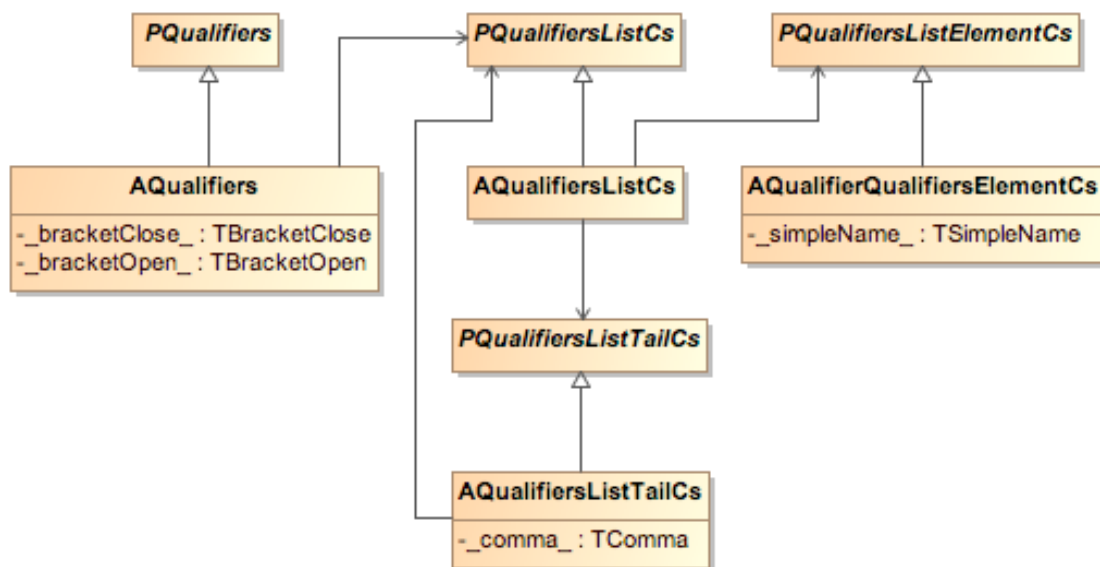 PQualifiers
PQualifiersListCs
PQualifiersListElementCs
AQualifiers
-_bracketClose_ : TBracketClose
-_bracketOpen_ : TBracketOpen
AQualifiersListCs
AQualifierQualifiersElementCs
-_simpleName_ : TSimpleName
PQualifiersListTailCs
AQualifiersListTailCs
-_comma_ : TComma